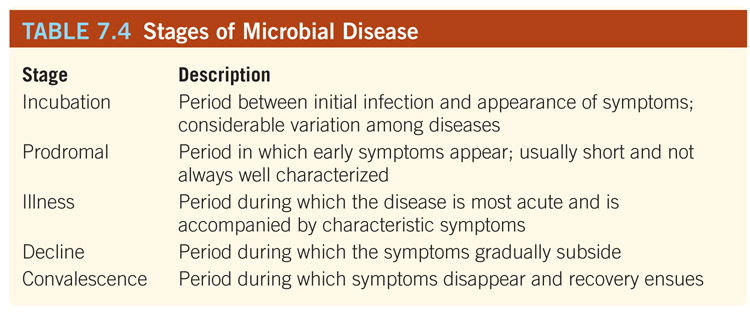 TABLE 7.4 Stages of Microbial Disease
Stage Description
Incubation Period between initial infection and appearance of symptoms;
considerable variation among diseases
Prodromal Period in which early symptoms appear; usually short and not
always well characterized
Illness Period during which the disease is most acute and is
accompanied by characteristic symptoms
Decline Period during which the symptoms gradually subside
Convalescence Period during which symptoms disappear and recovery ensues